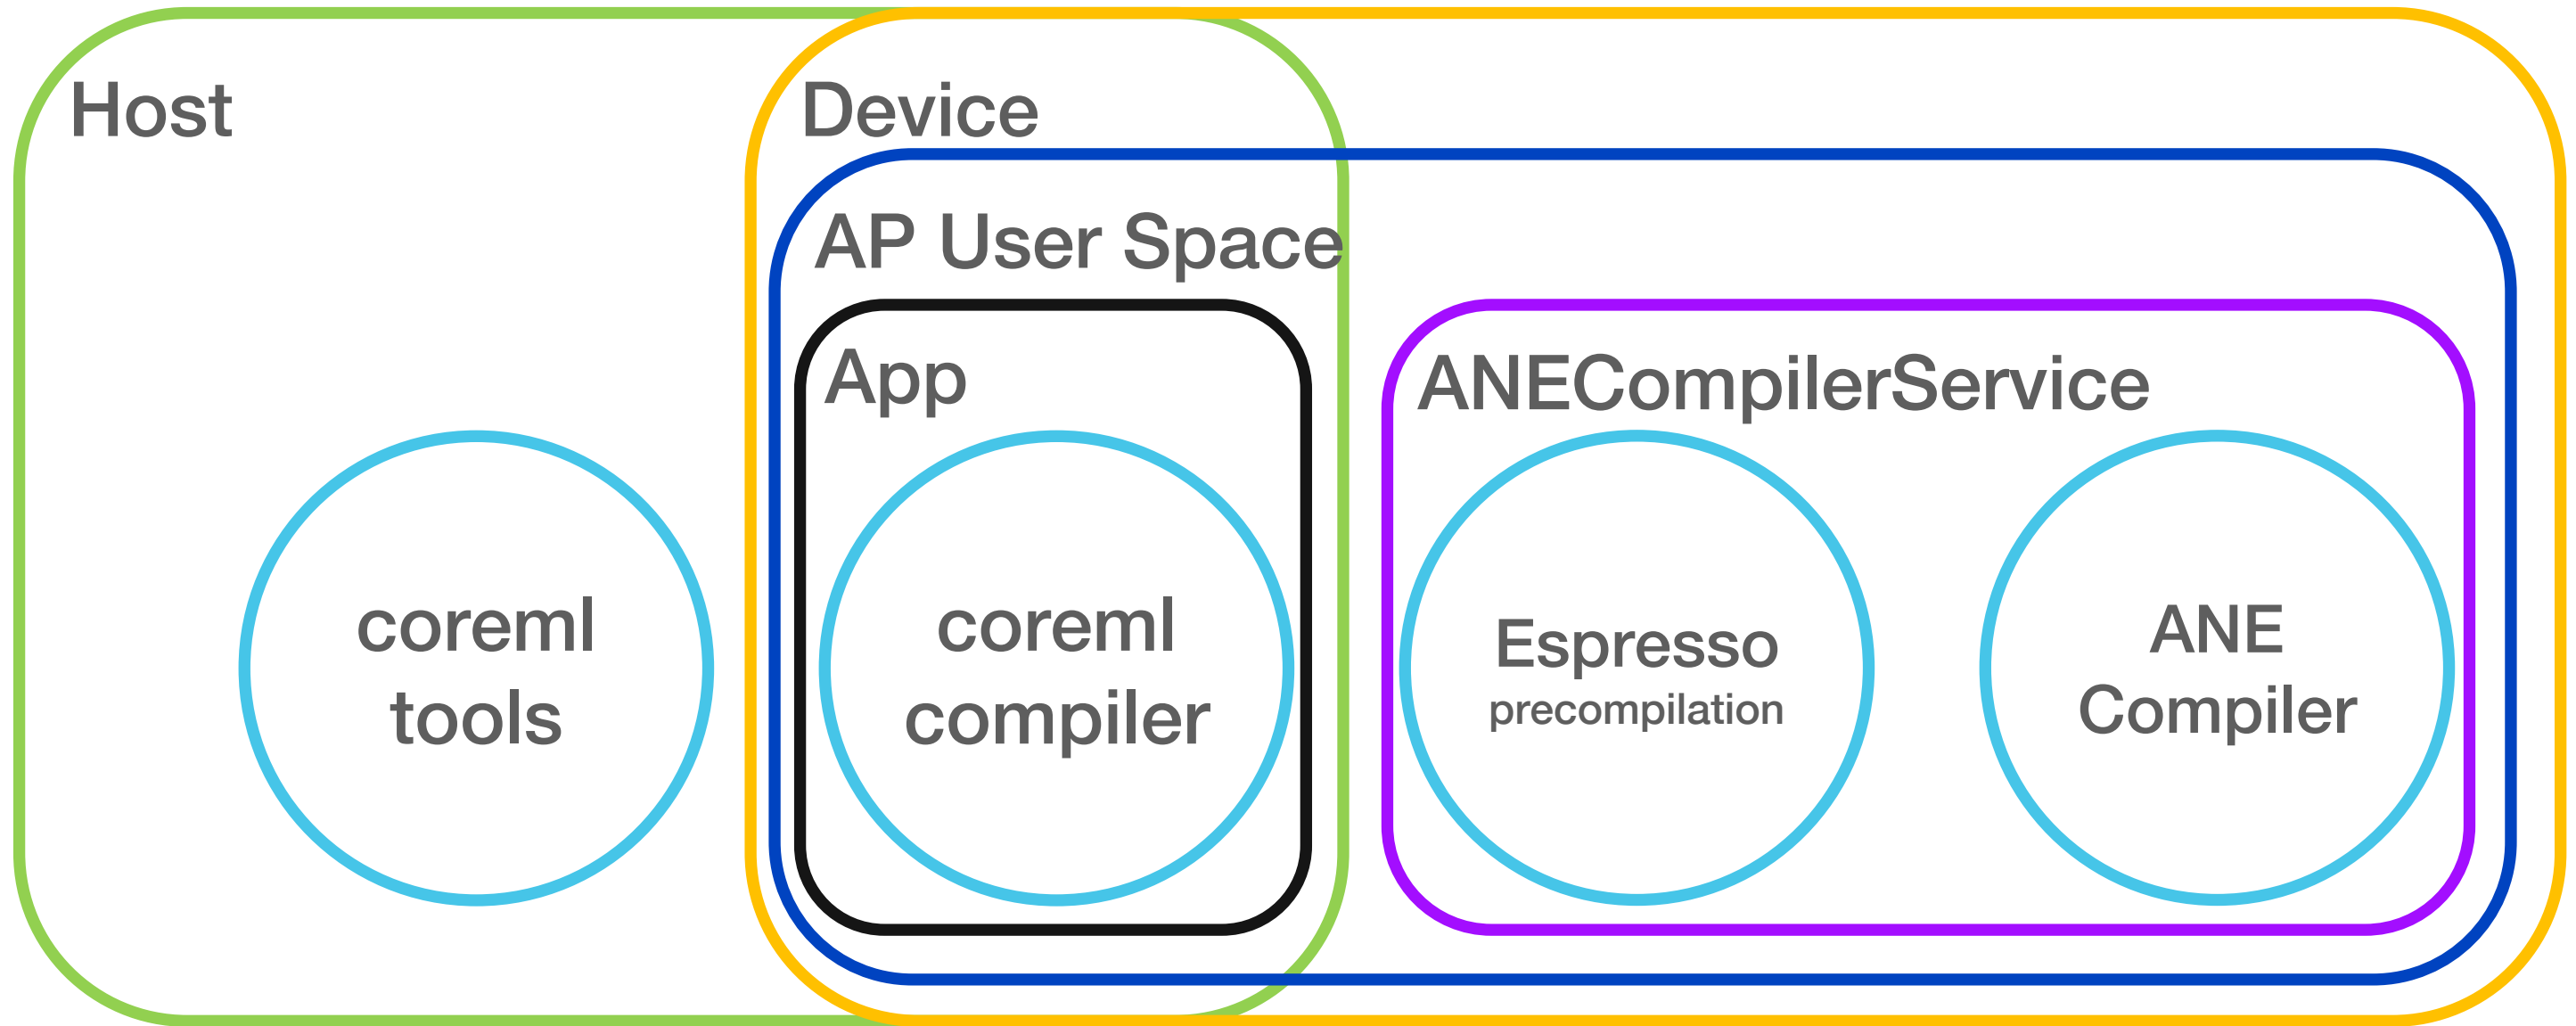 Host
Device
AP User Space
App
ANECompilerService
coreml
tools
coreml
compiler
Espresso
precompilation
ANE
Compiler